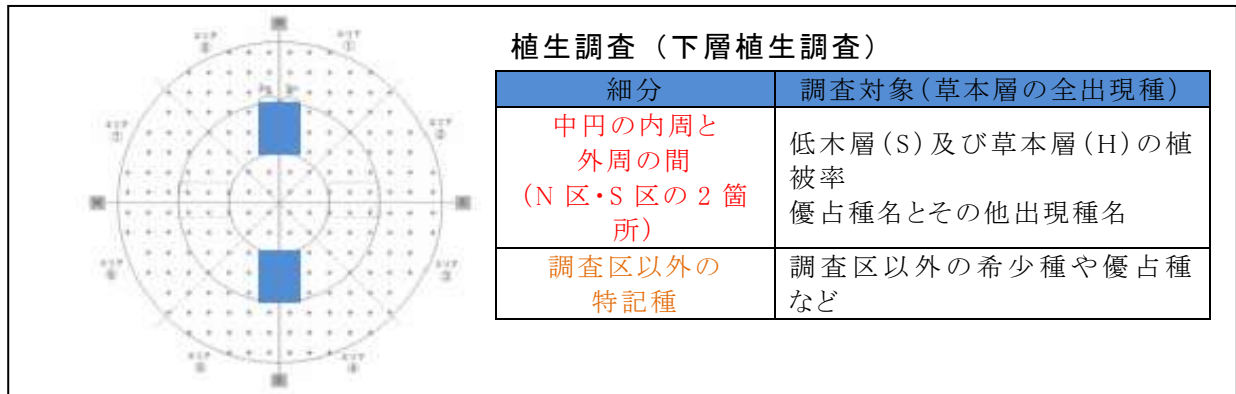 植生調査（下層植生調査）
細分
調査対象（草本層の全出現種）
中円の内周と
外周の間
（N 区・S 区の 2 箇
所）
低木層（S）及び草本層（H）の植
被率
優占種名とその他出現種名
調査区以外の
特記種
調査区以外の希少種や優占種
など